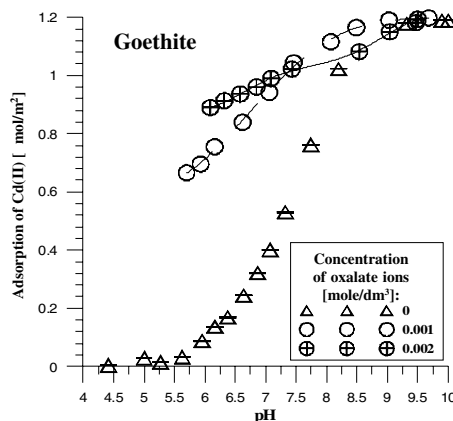 Goethite
Adsorption of Cd(II) [ mol/m²]
1.2
1
0.8
0.6
0.4
0.2
0
4 4.5 5 5.5 6 6.5 7 7.5 8 8.5 9 9.5 10
pH
Concentration
of oxalate ions
[mole/dm³]:
0
0.001
0.002